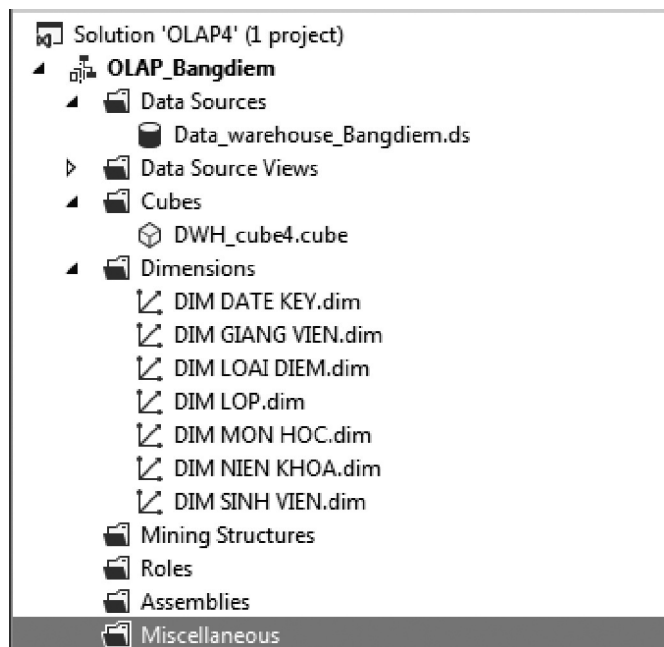 Solution 'OLAP4' (1 project)
OLAP_Bangdiem
Data Sources
Data_warehouse_Bangdiem.ds
Data Source Views
Cubes
DWH_cube4.cube
Dimensions
DIM DATE KEY.dim
DIM GIANG VIEN.dim
DIM LOAI DIEM.dim
DIM LOP.dim
DIM MON HOC.dim
DIM NIEN KHOA.dim
DIM SINH VIEN.dim
Mining Structures
Roles
Assemblies
Miscellaneous